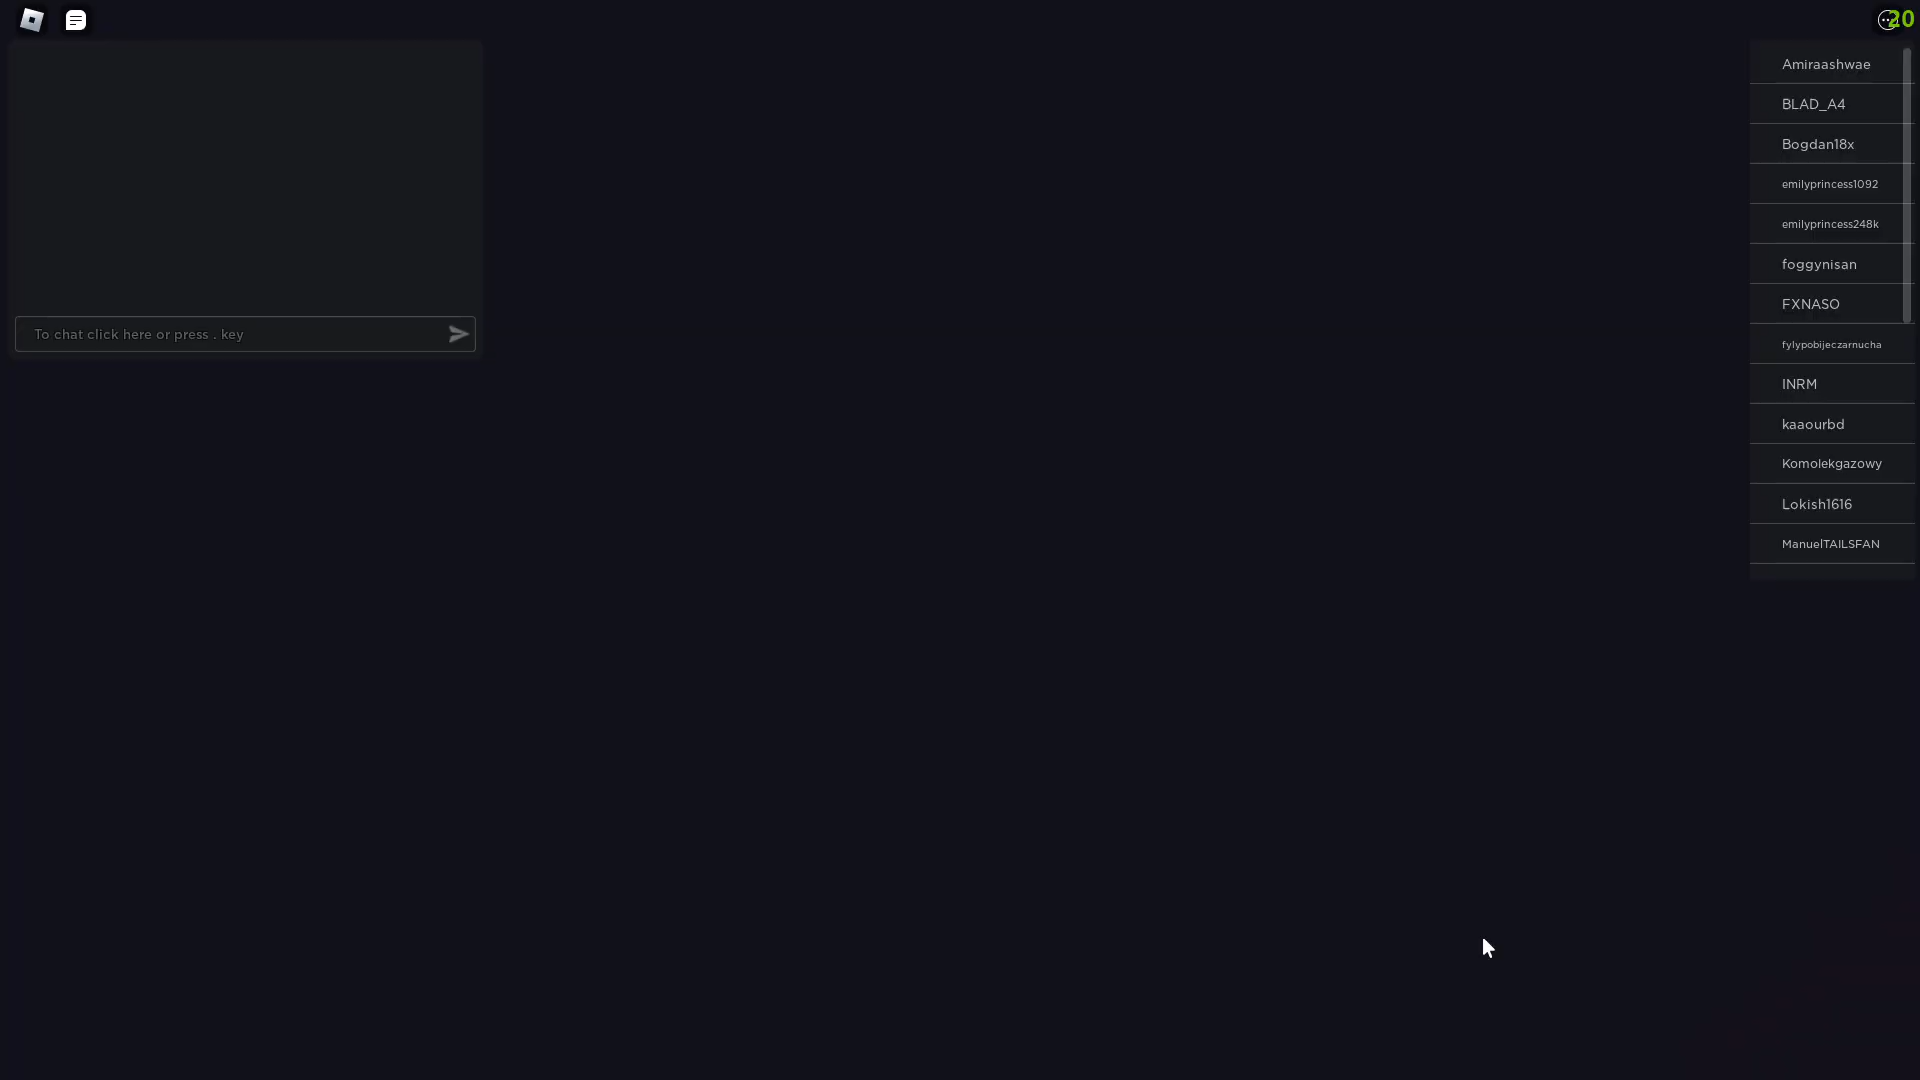 20
Amiraashwae
BLAD_A4
Bogdan18x
emilyprincess1092
emilyprincess248k
foggynisan
FXNASO
fylypobijeczarnucha
INRM
kaaourbd
Komolekgazowy
Lokish1616
ManuelTAILSFAN
To chat click here or press . key